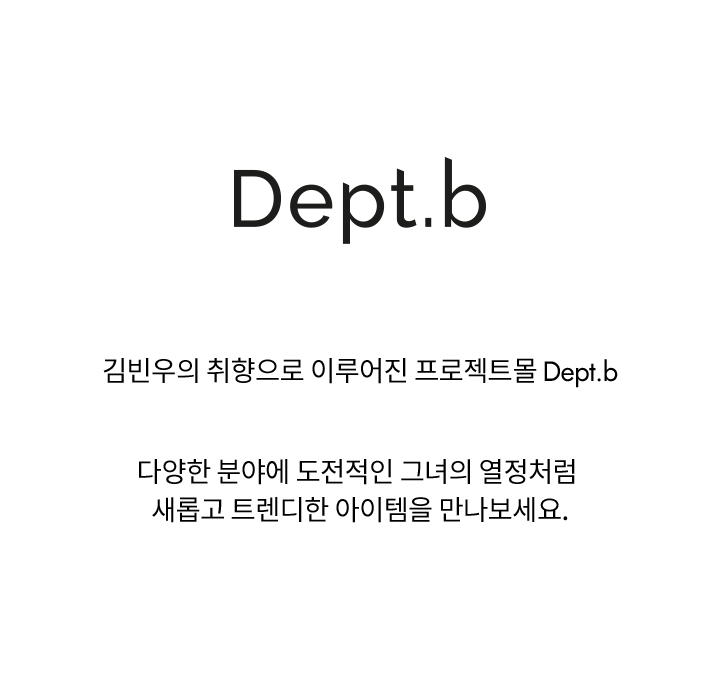 Dept.b
김빈우의 취향으로 이루어진 프로젝트몰 Dept.b
다양한 분야에 도전적인 그녀의 열정처럼
새롭고 트렌디한 아이템을 만나보세요.